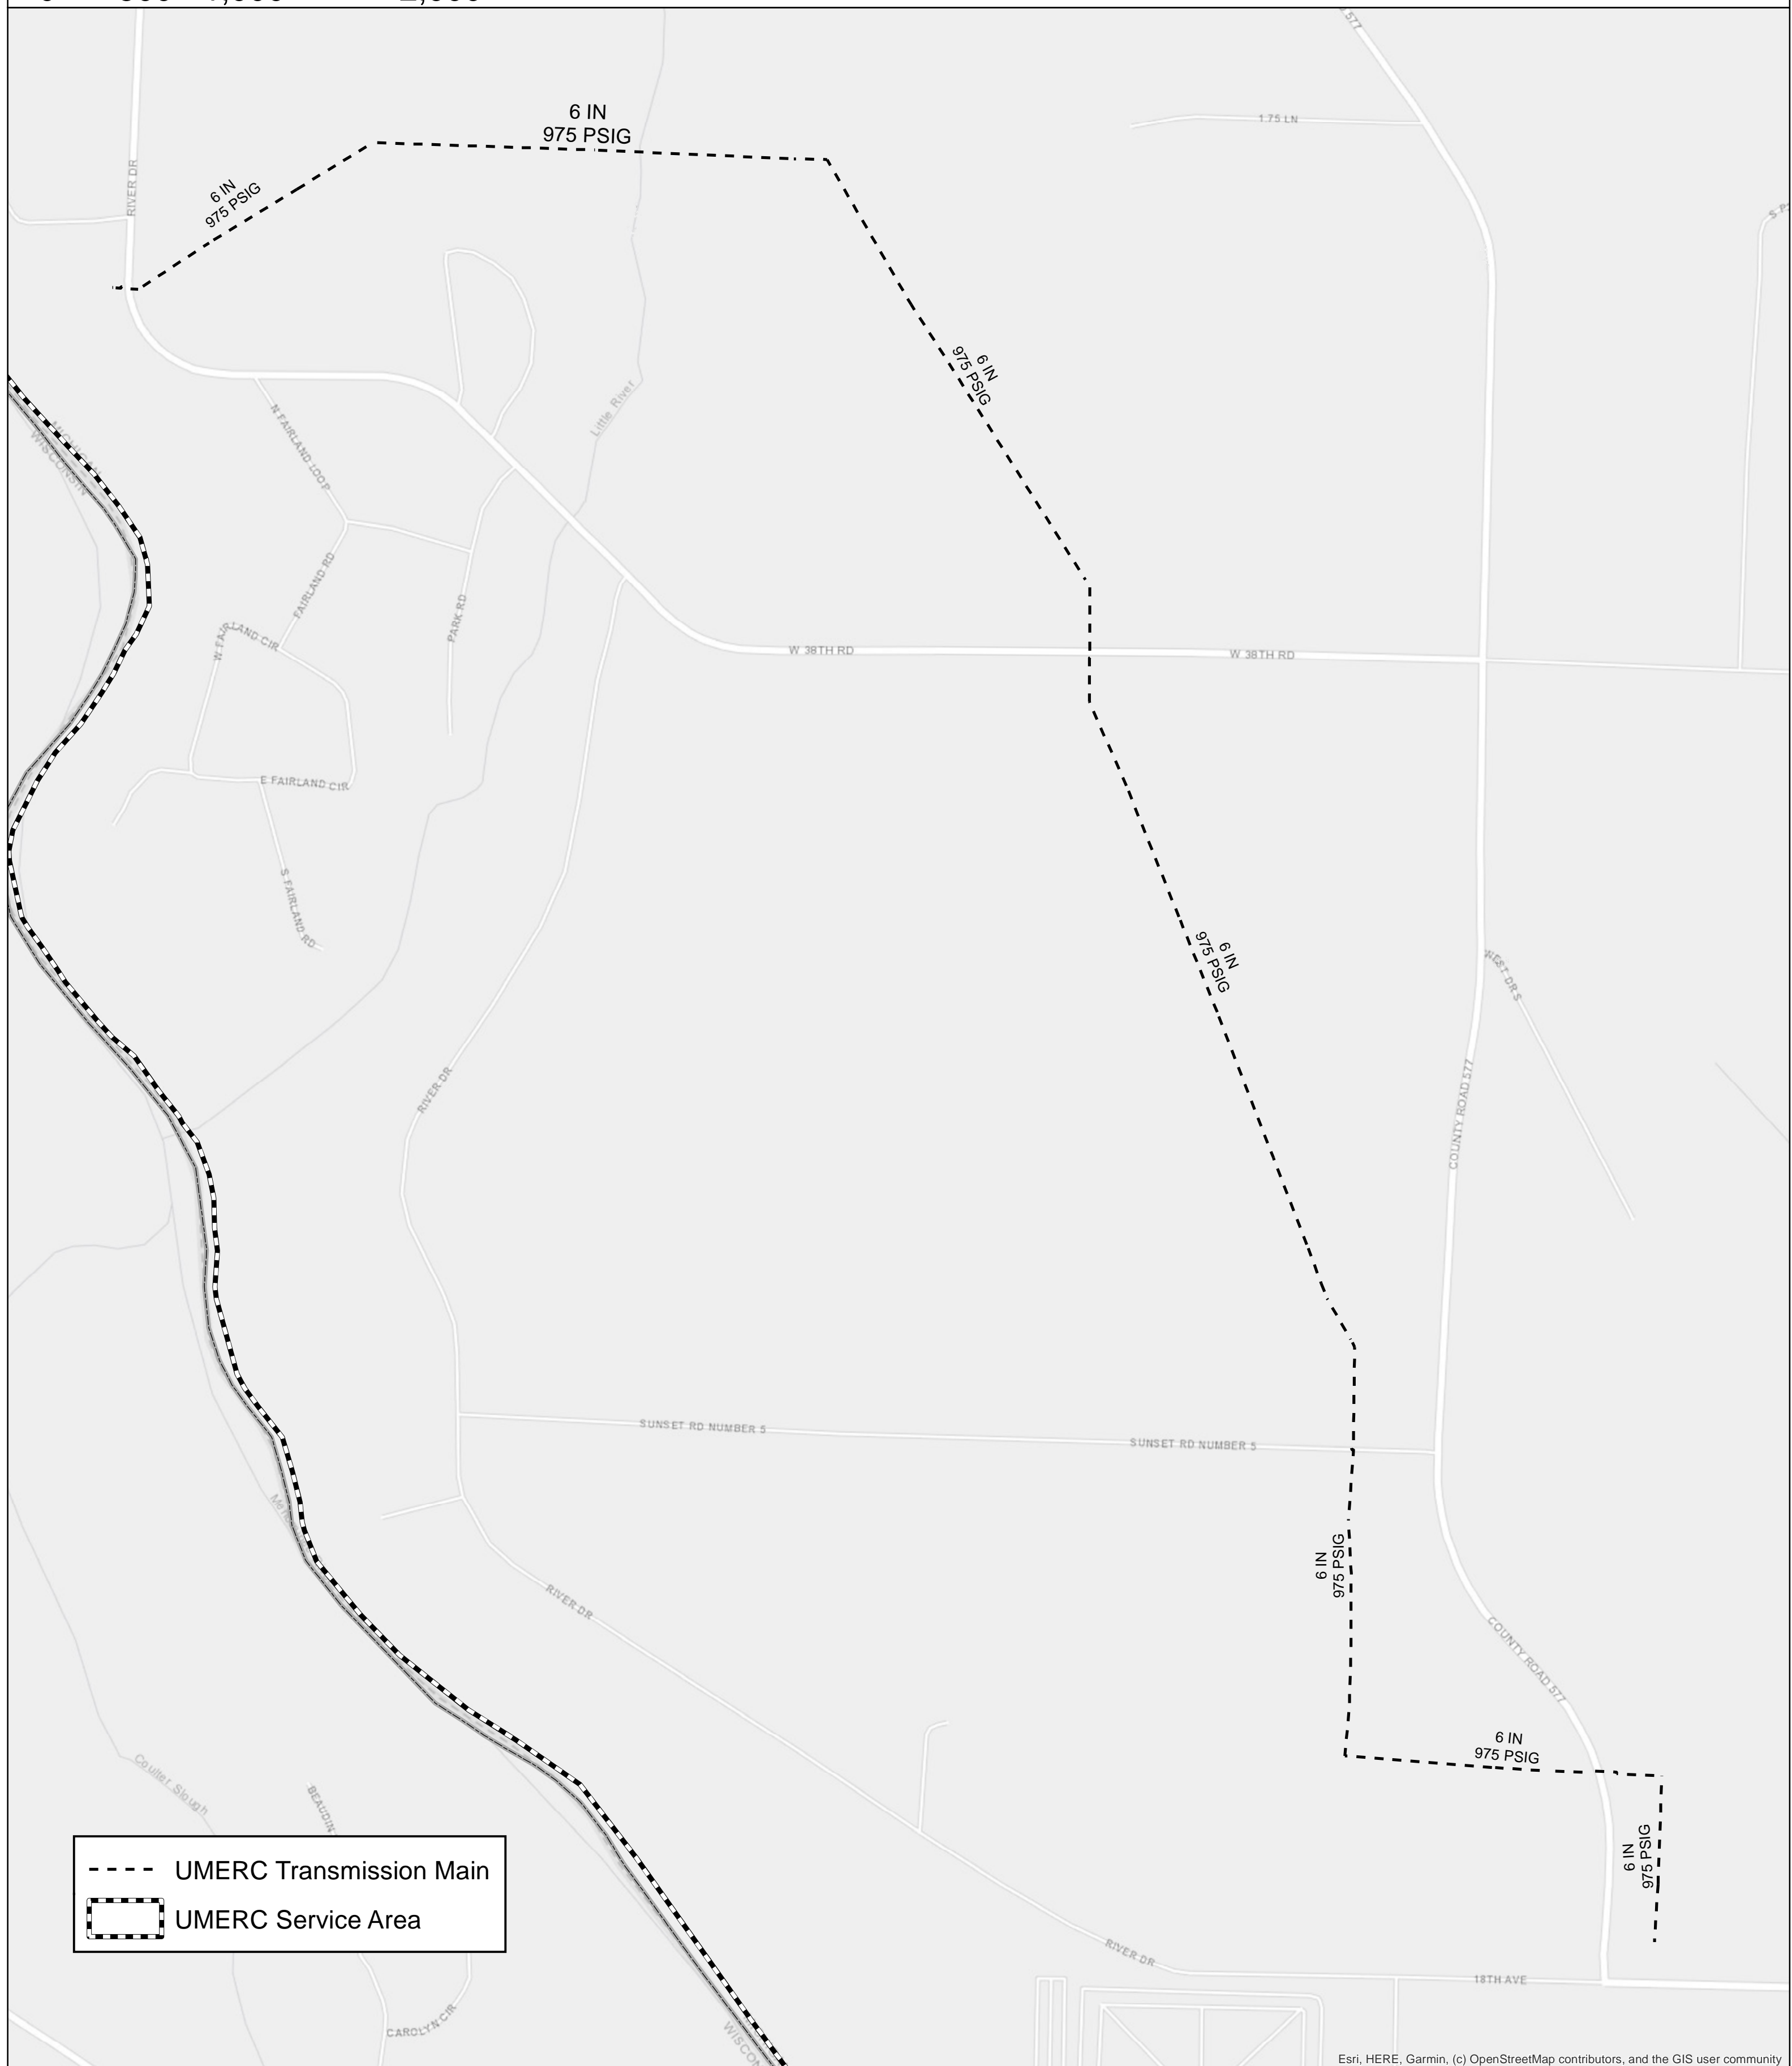 577
1.75 LN
6 IN
975 PSIG
RIVER DR
6 IN
975 PSIG
6 IN
975 PSIG
Little River
N FAIRLAND LOOP
MICHIGAN
WISCONSIN
FAIRLAND RD
PARK RD
W FAIRLAND CIR
W 38TH RD
W 38TH RD
E FAIRLAND CIR
S FAIRLAND RD
6 IN
975 PSIG
WEST DR S
RIVER DR
COUNTY ROAD 577
SUNSET RD NUMBER 5
SUNSET RD NUMBER 5
6 IN
975 PSIG
RIVER DR
COUNTY ROAD 577
6 IN
975 PSIG
Coulter Slough
BEAUDIN
6 IN
975 PSIG
UMERC Transmission Main
UMERC Service Area
RIVER DR
18TH AVE
CAROLYN CIR
WISCON
Esri, HERE, Garmin, (c) OpenStreetMap contributors, and the GIS user community